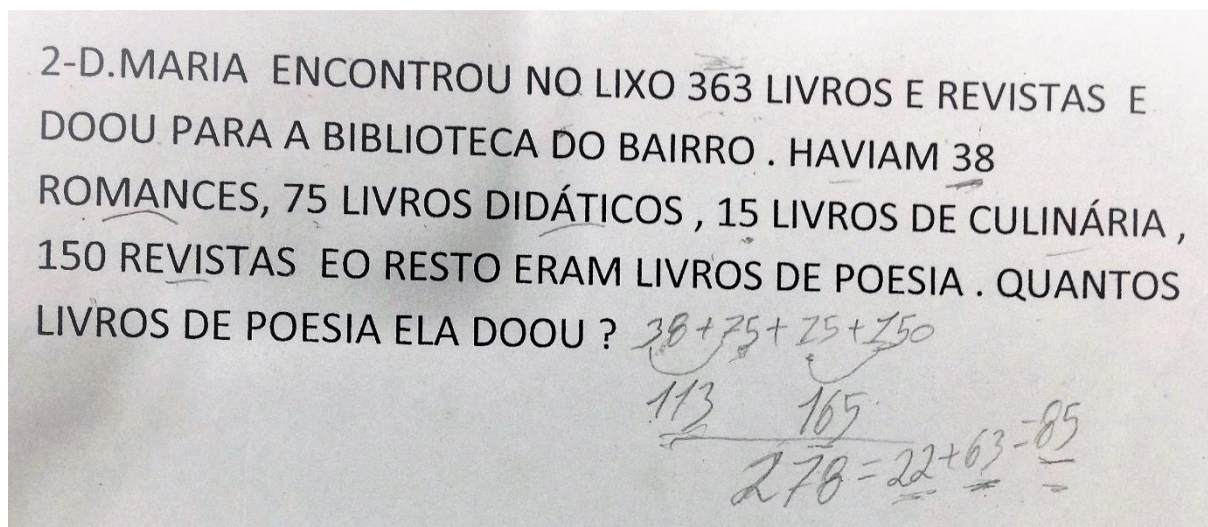 2-D.MARIA ENCONTROU NO LIXO 363 LIVROS E REVISTAS E
DOOU PARA A BIBLIOTECA DO BAIRRO . HAVIAM 38
ROMANCES, 75 LIVROS DIDÁTICOS , 15 LIVROS DE CULINÁRIA ,
150 REVISTAS EO RESTO ERAM LIVROS DE POESIA . QUANTOS
LIVROS DE POESIA ELA DOOU ? 38+75+15+150
113 165
278=22+63=85